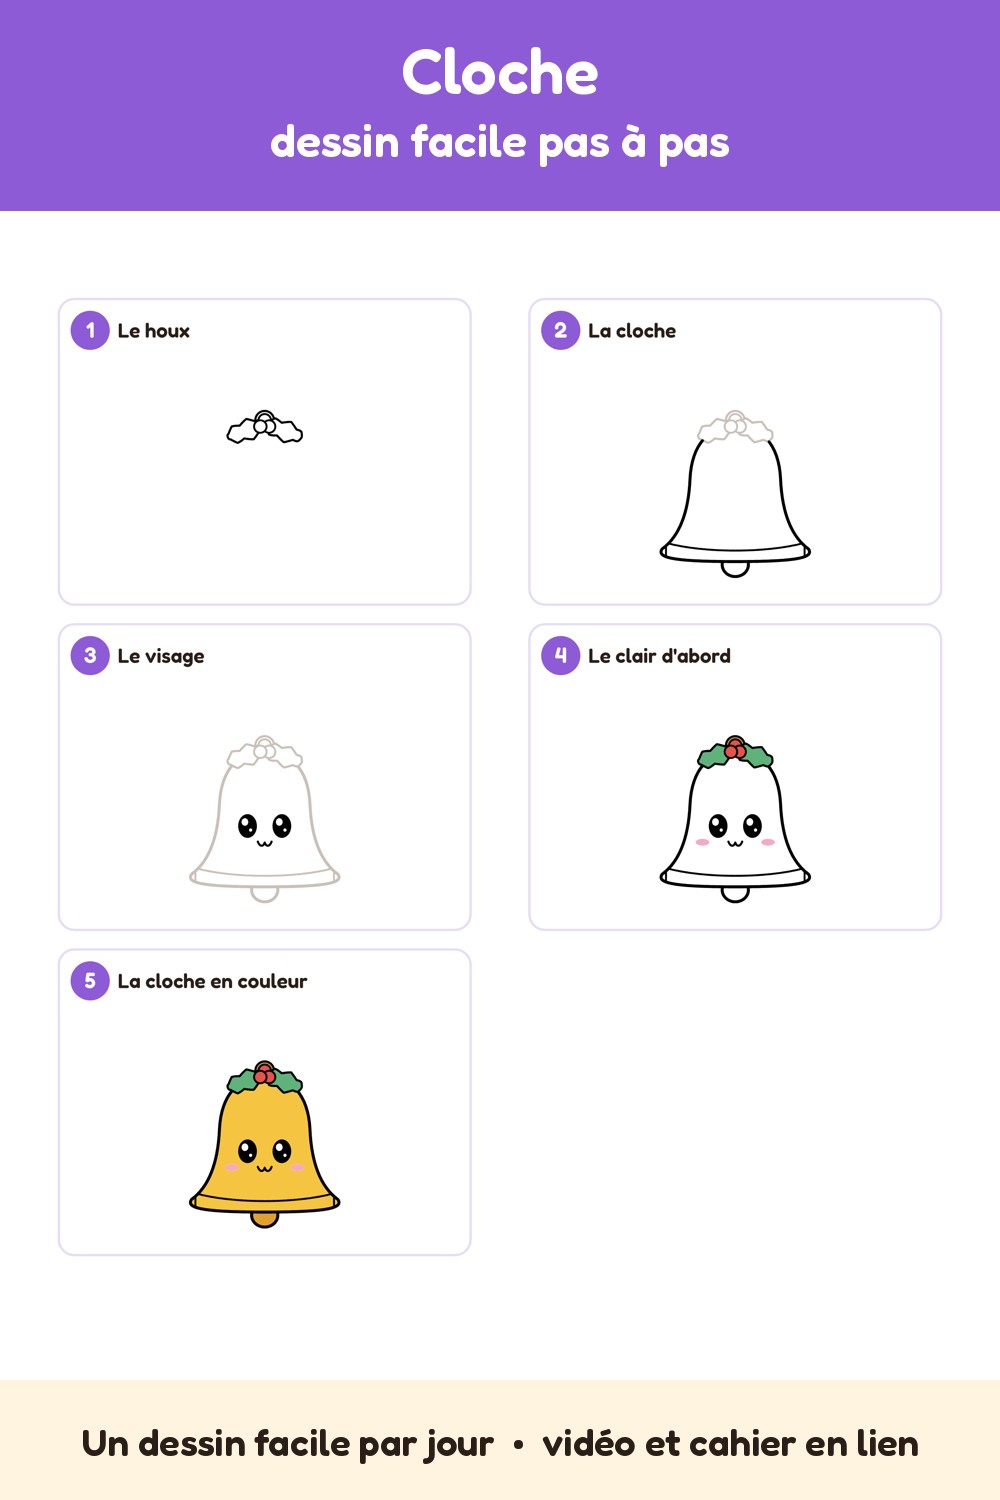 Cloche
dessin facile pas à pas
1 Le houx
2 La cloche
3 Le visage
4 Le clair d'abord
5 La cloche en couleur
Un dessin facile par jour • vidéo et cahier en lien